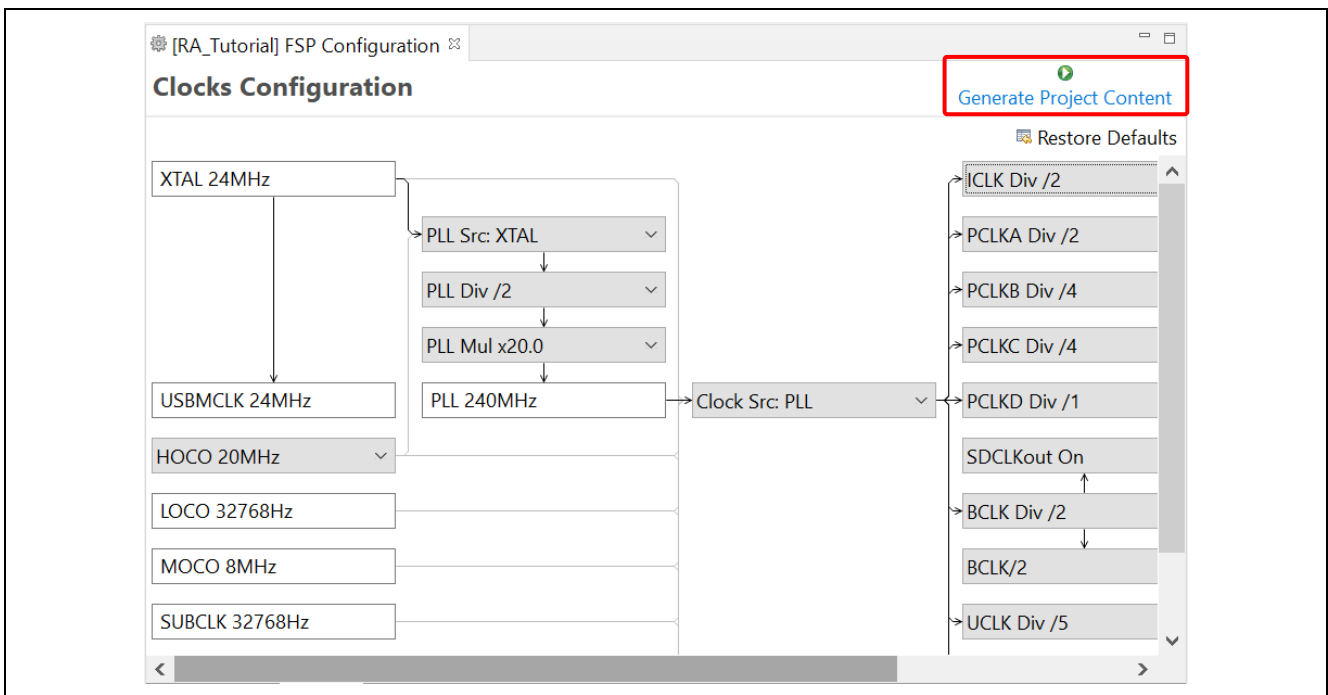 [RA_Tutorial] FSP Configuration
Clocks Configuration
Generate Project Content
Restore Defaults
XTAL 24MHz
ICLK Div /2
PLL Src: XTAL
PCLKA Div /2
PLL Div /2
PCLKB Div /4
PLL Mul x20.0
PCLKC Div /4
USBMCLK 24MHz
PLL 240MHz
Clock Src: PLL
PCLKD Div /1
HOCO 20MHz
SDCLKout On
LOCO 32768Hz
BCLK Div /2
MOCO 8MHz
BCLK/2
SUBCLK 32768Hz
UCLK Div /5